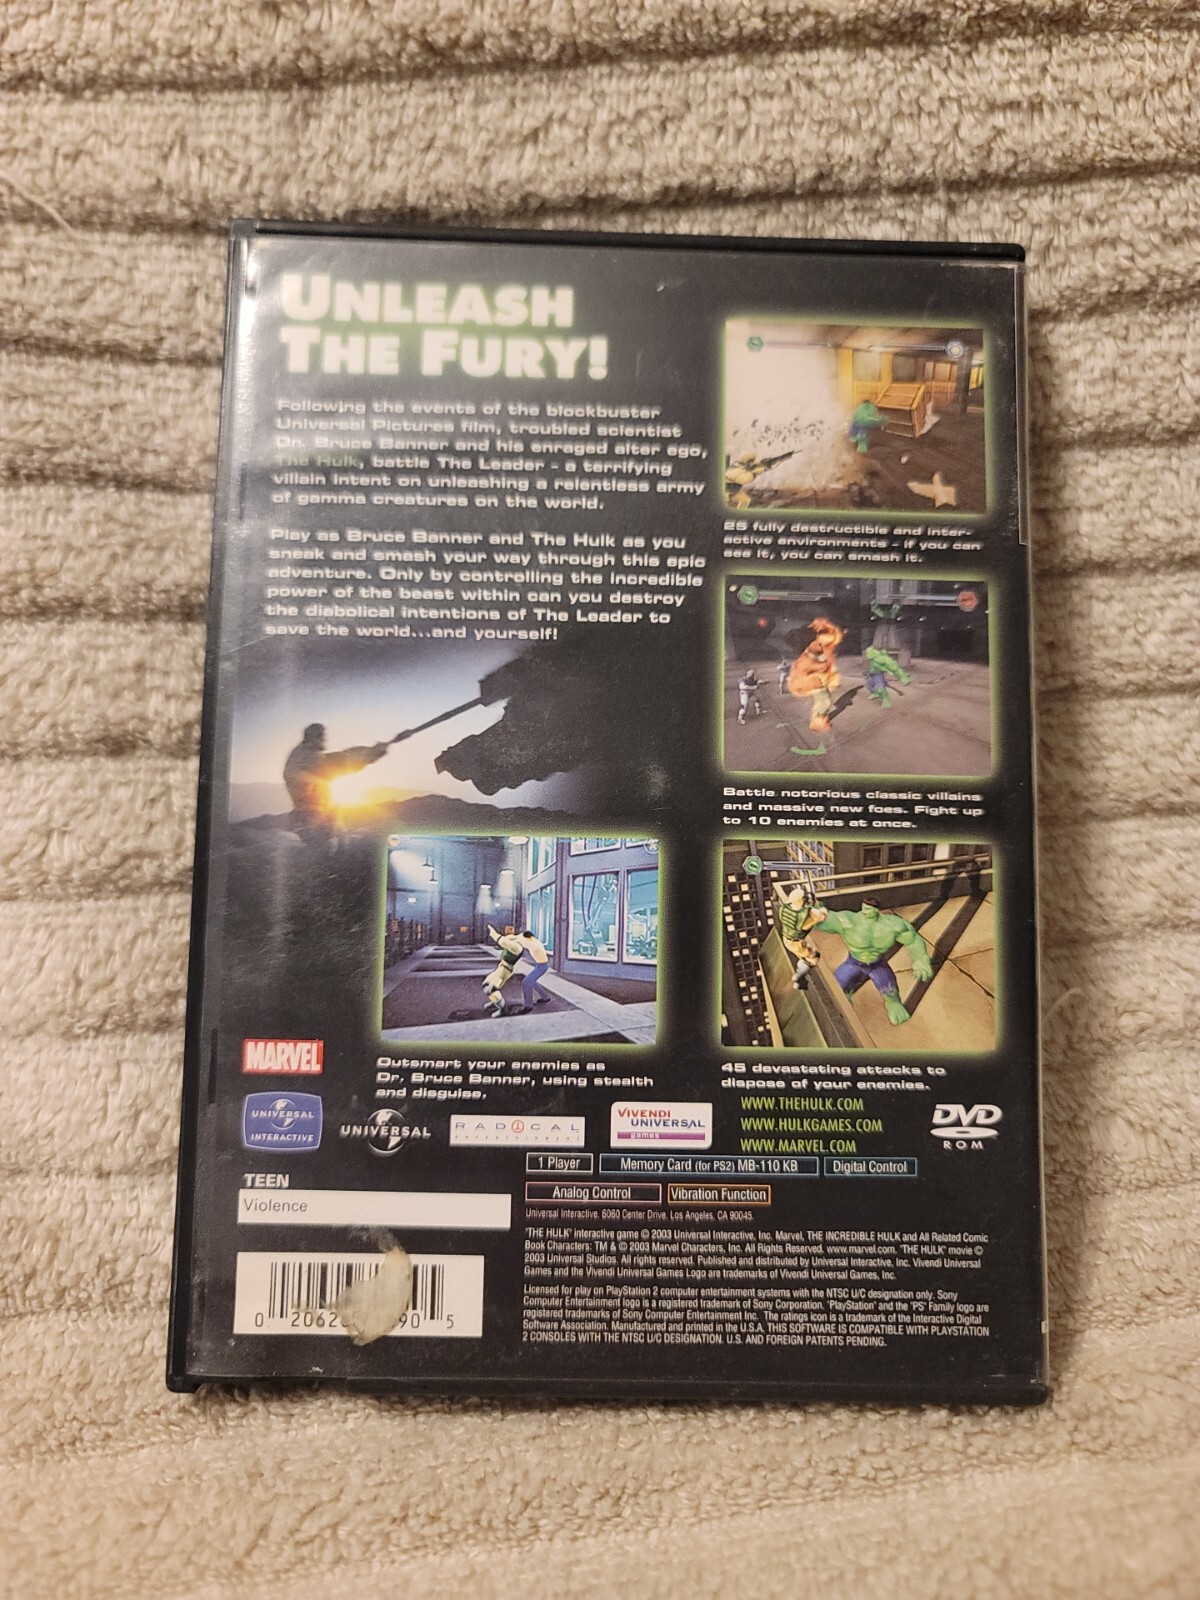 UNLEASH
THE FURY!
Following the events of the blockbuster
Universal Pictures film, troubled scientist
Dr. Bruce Banner and his enraged alter ego,
The Hulk, battle The Leader - a terrifying
villain intent on unleashing a relentless army
of gamma creatures on the world.
Play as Bruce Banner and The Hulk as you
sneak and smash your way through this epic
adventure. Only by controlling the incredible
power of the beast within can you destroy
the diabolical intentions of The Leader to
save the world...and yourself!
25 fully destructible and inter-
active environments - if you can
see it, you can smash it.
Battle notorious classic villains
and massive new foes. Fight up
to 10 enemies at once.
Outsmart your enemies as
Dr. Bruce Banner, using stealth
and disguise.
45 devastating attacks to
dispose of your enemies.
MARVEL
UNIVERSAL
INTERACTIVE
UNIVERSAL
RADICAL
ENTERTAINMENT
VIVENDI
UNIVERSAL
games
WWW.THEHULK.COM
WWW.HULKGAMES.COM
WWW.MARVEL.COM
DVD
ROM
1 Player
Memory Card (for PS2) MB-110 KB
Digital Control
Analog Control
Vibration Function
TEEN
Violence
0 2062 90 5
Universal Interactive, 6060 Center Drive, Los Angeles, CA 90045.
"THE HULK" interactive game © 2003 Universal Interactive, Inc. Marvel, THE INCREDIBLE HULK and All Related Comic
Book Characters: TM & © 2003 Marvel Characters, Inc. All Rights Reserved. www.marvel.com. "THE HULK" movie ©
2003 Universal Studios. All rights reserved. Published and distributed by Universal Interactive, Inc. Vivendi Universal
Games and the Vivendi Universal Games Logo are trademarks of Vivendi Universal Games, Inc.
Licensed for play on PlayStation 2 computer entertainment systems with the NTSC U/C designation only. Sony
Computer Entertainment logo is a registered trademark of Sony Corporation. "PlayStation" and the "PS" Family logo are
registered trademarks of Sony Computer Entertainment Inc. The ratings icon is a trademark of the Interactive Digital
Software Association. Manufactured and printed in the U.S.A. THIS SOFTWARE IS COMPATIBLE WITH PLAYSTATION
2 CONSOLES WITH THE NTSC U/C DESIGNATION. U.S. AND FOREIGN PATENTS PENDING.